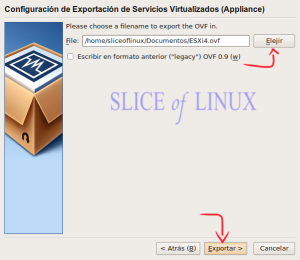 Configuración de Exportación de Servicios Virtualizados (Appliance)
Please choose a filename to export the OVF in.
File: /home/sliceoflinux/Documentos/ESXi4.ovf Elejir
Escribir en formato anterior ("legacy") OVF 0.9 (w)
SLICE of LINUX
< Atrás (B) Exportar > Cancelar